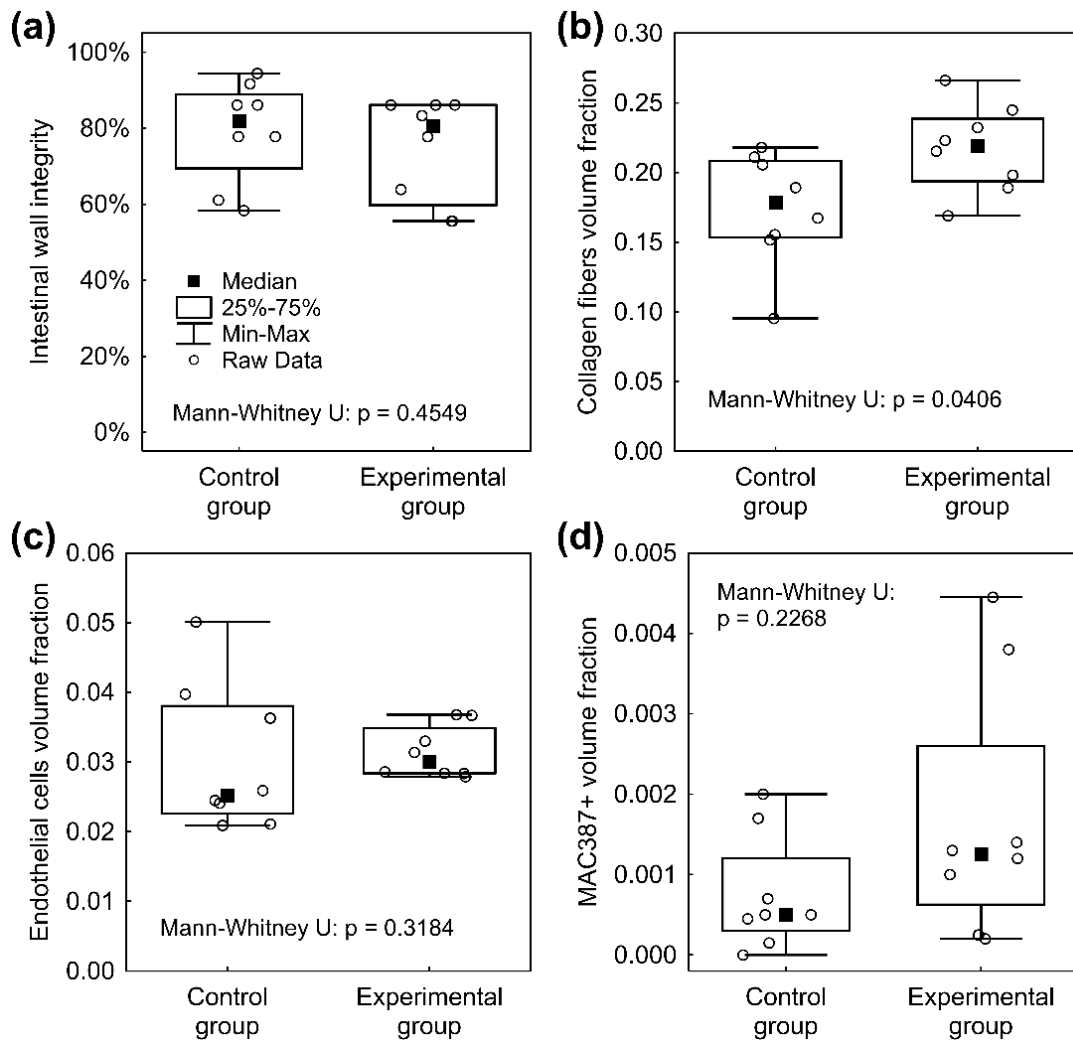 (a)
Intestinal wall integrity
100%
80%
60%
40%
20%
0%
Median
25%-75%
Min-Max
Raw Data
Mann-Whitney U: p = 0.4549
Control
group
Experimental
group
(b)
Collagen fibers volume fraction
0.30
0.25
0.20
0.15
0.10
0.05
0.00
Mann-Whitney U: p = 0.0406
Control
group
Experimental
group
(c)
Endothelial cells volume fraction
0.06
0.05
0.04
0.03
0.02
0.01
0.00
Mann-Whitney U: p = 0.3184
Control
group
Experimental
group
(d)
MAC387+ volume fraction
0.005
0.004
0.003
0.002
0.001
0.000
Mann-Whitney U:
p = 0.2268
Control
group
Experimental
group